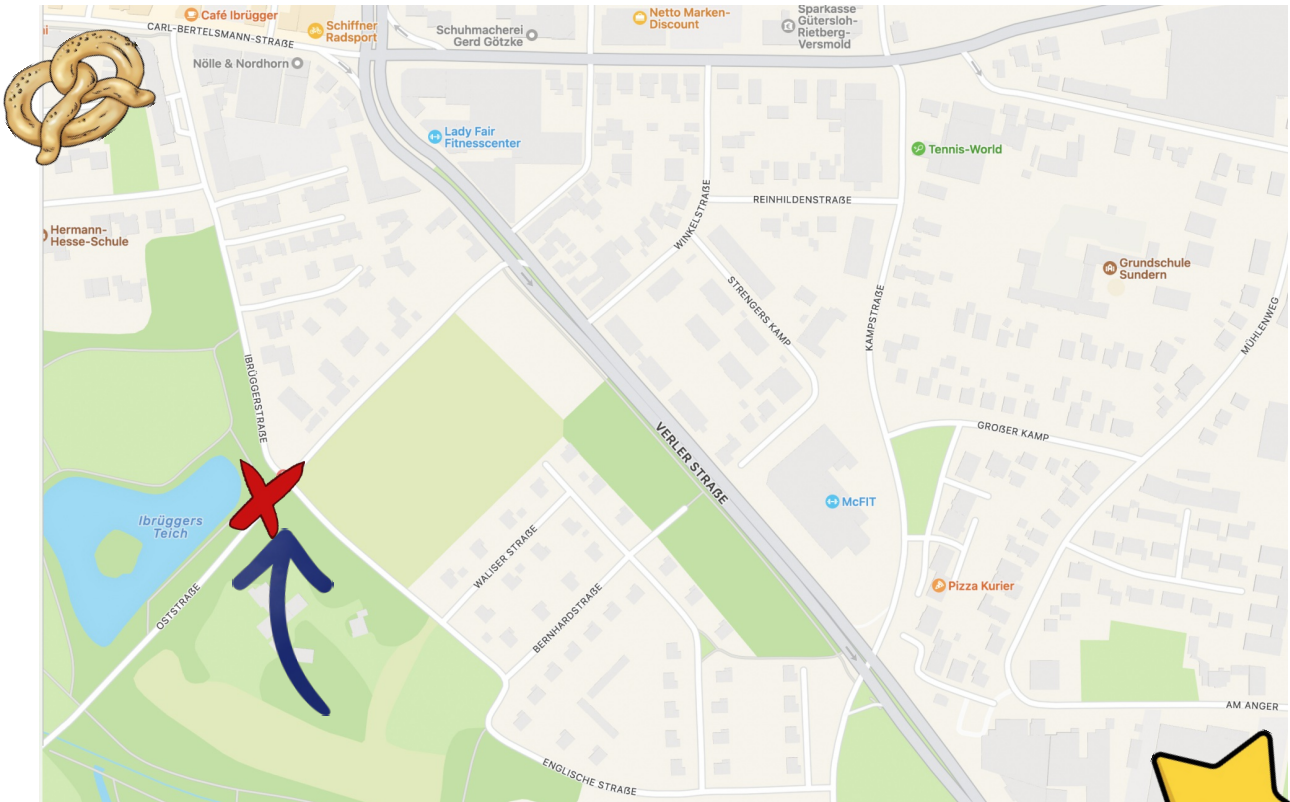 Café Ibrügger
CARL-BERTELSMANN-STRAßE
Schiffner
Radsport
Nölle & Nordhorn
Schuhmacherei
Gerd Götzke
Netto Marken-
Discount
Sparkasse
Gütersloh-
Rietberg-
Versmold
Lady Fair
Fitnesscenter
Tennis-World
REINHILDENSTRAßE
WINKELSTRAßE
Hermann-
Hesse-Schule
STRENGERS KAMP
KAMPSTRAßE
Grundschule
Sundern
MÜHLENWEG
IBRÜGGERSTRAßE
VERLER STRAßE
GROßER KAMP
McFIT
Ibrüggers
Teich
WALISER STRAßE
OSTSTRAßE
BERNHARDSTRAßE
Pizza Kurier
AM ANGER
ENGLISCHE STRAßE